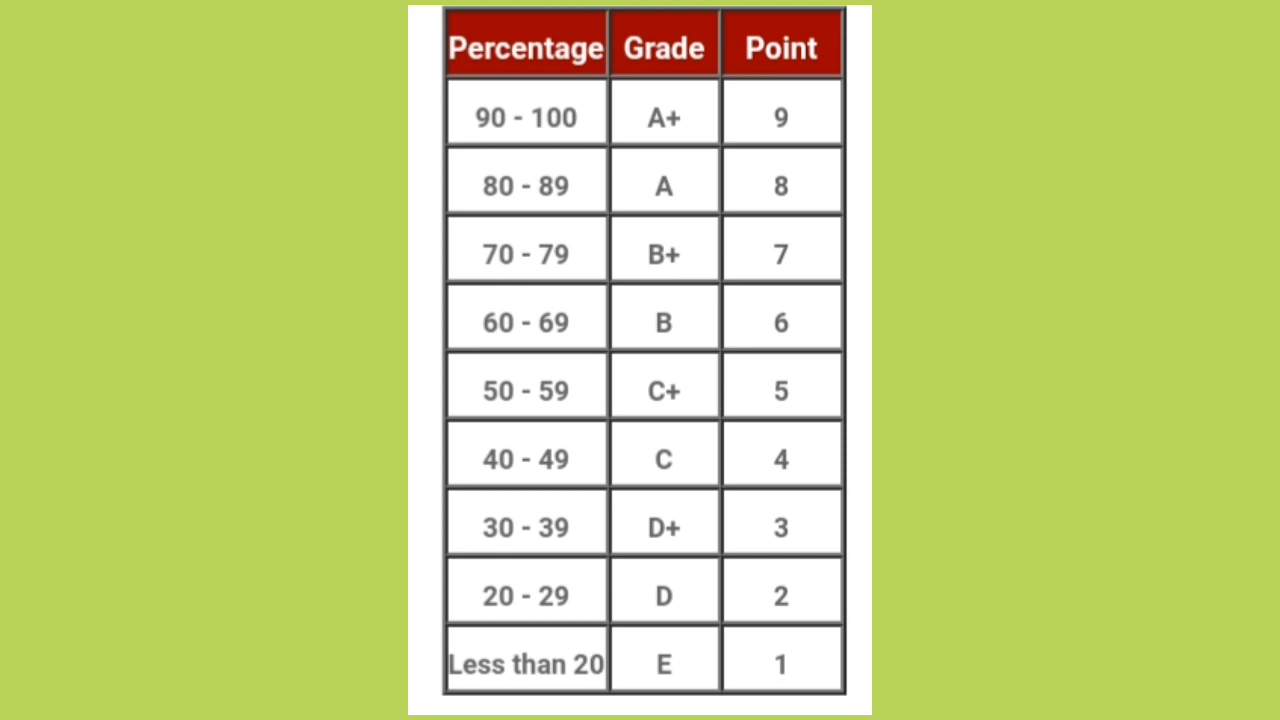 Percentage Grade Point
90 - 100 A+ 9
80 - 89 A 8
70 - 79 B+ 7
60 - 69 B 6
50 - 59 C+ 5
40 - 49 C 4
30 - 39 D+ 3
20 - 29 D 2
Less than 20 E 1